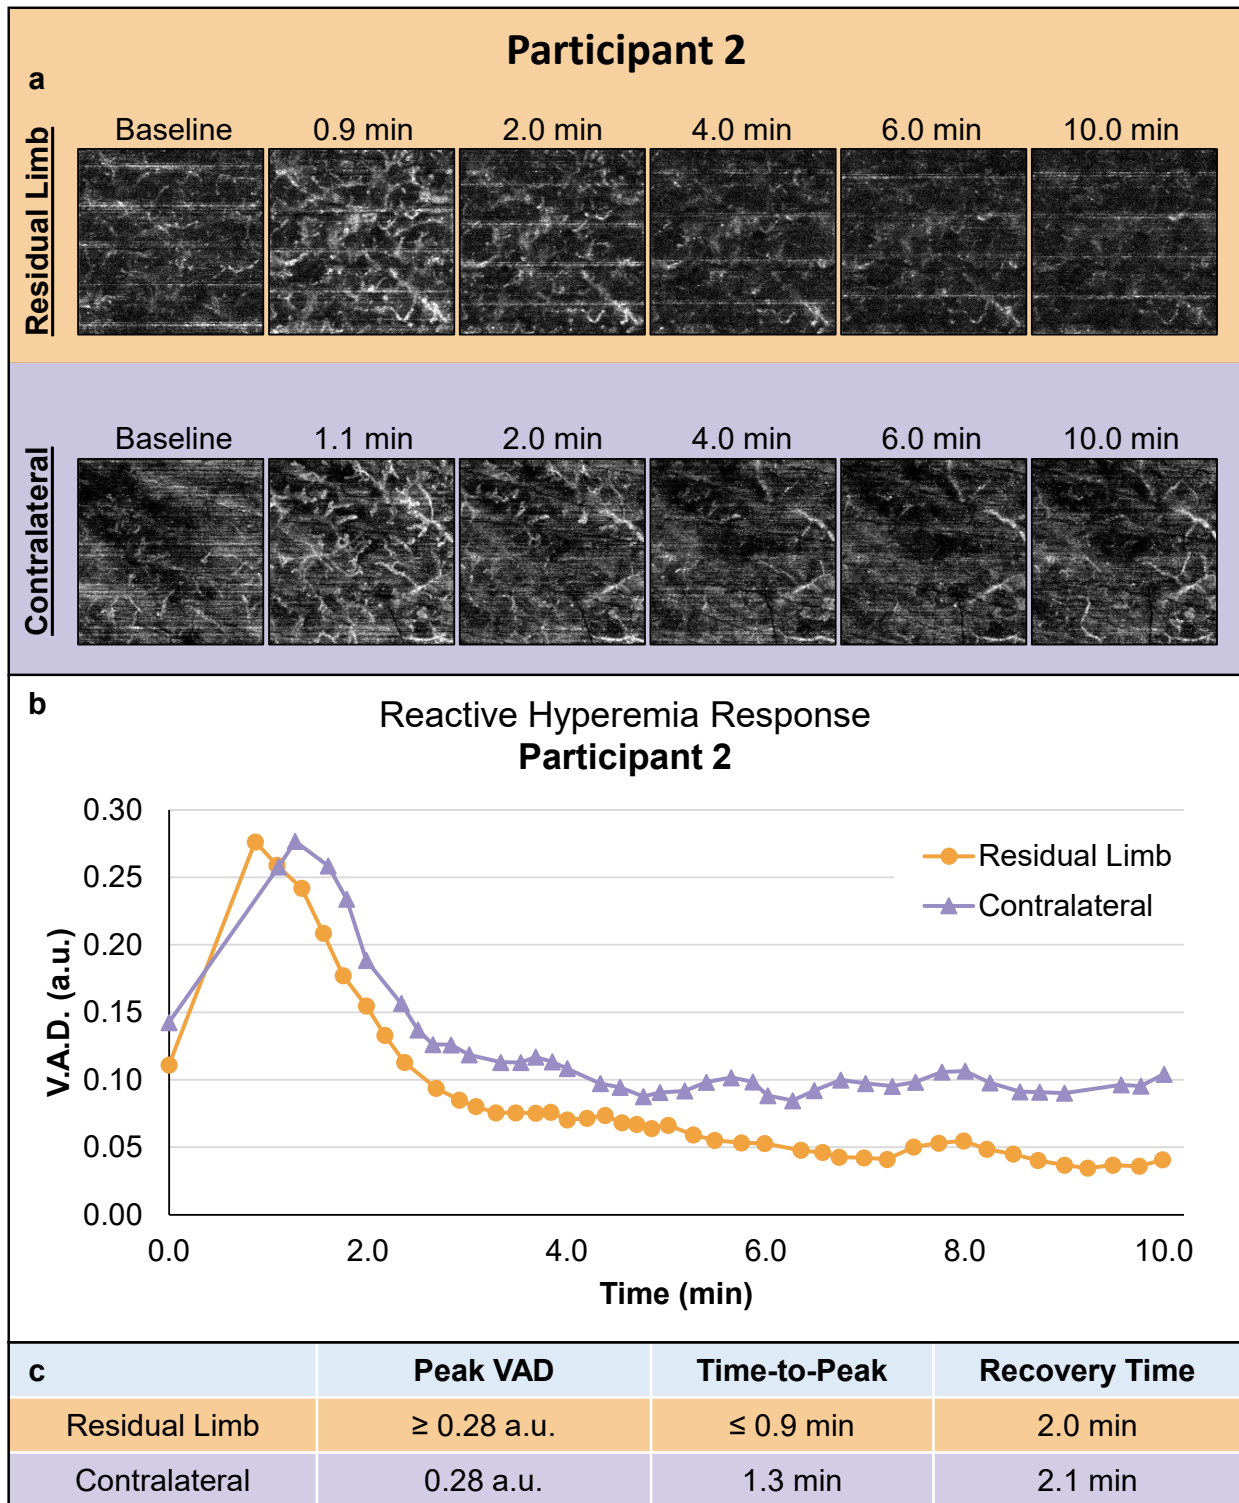 Participant 2
a
Residual Limb
Baseline 0.9 min 2.0 min 4.0 min 6.0 min 10.0 min
Contralateral
Baseline 1.1 min 2.0 min 4.0 min 6.0 min 10.0 min
b
Reactive Hyperemia Response
Participant 2
V.A.D. (a.u.)
0.30
0.25
0.20
0.15
0.10
0.05
0.00
Residual Limb
Contralateral
0.0 2.0 4.0 6.0 8.0 10.0
Time (min)
c Peak VAD Time-to-Peak Recovery Time
Residual Limb ≥ 0.28 a.u. ≤ 0.9 min 2.0 min
Contralateral 0.28 a.u. 1.3 min 2.1 min